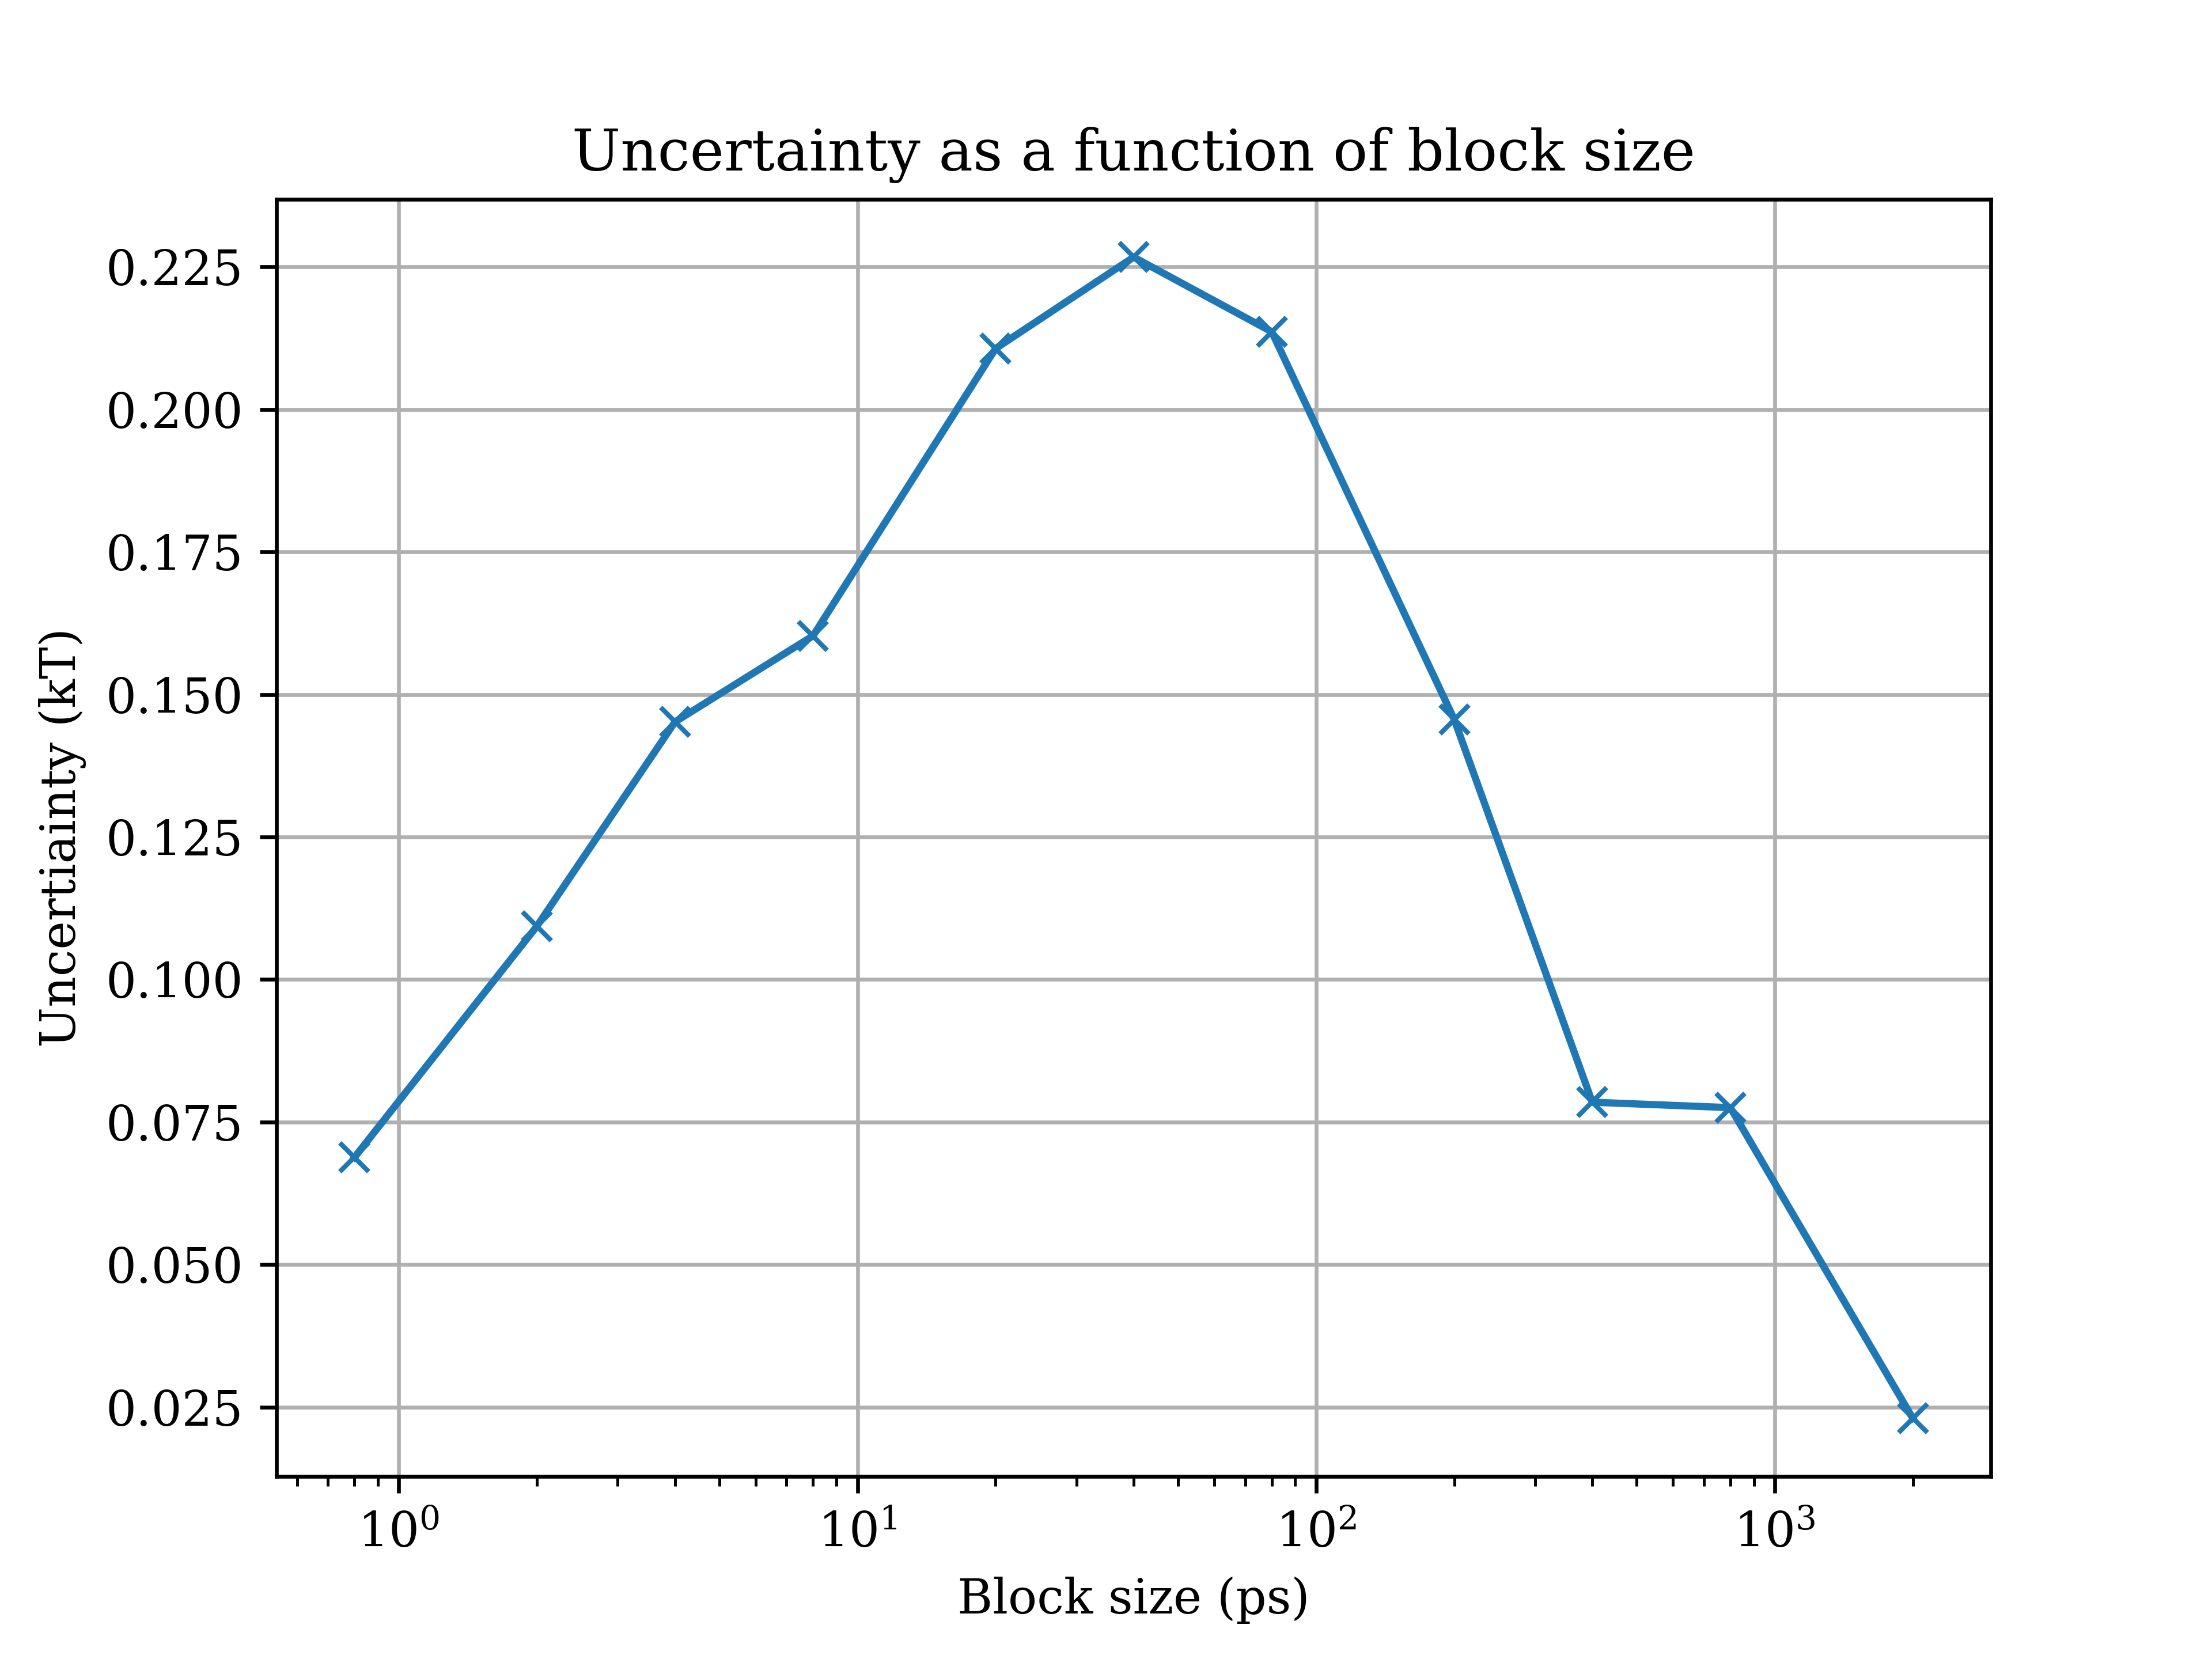 Uncertainty as a function of block size
Uncertiainty (kT)
0.225
0.200
0.175
0.150
0.125
0.100
0.075
0.050
0.025
10⁰ 10¹ 10² 10³
Block size (ps)